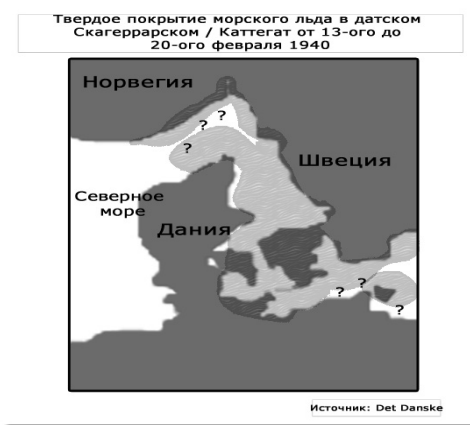 Твердое покрытие морского льда в датском
Скагеррарском / Каттегат от 13-ого до
20-ого февраля 1940
Норвегия
?
?
?
Швеция
Северное
море
Дания
?
?
?
Источник: Det Danske